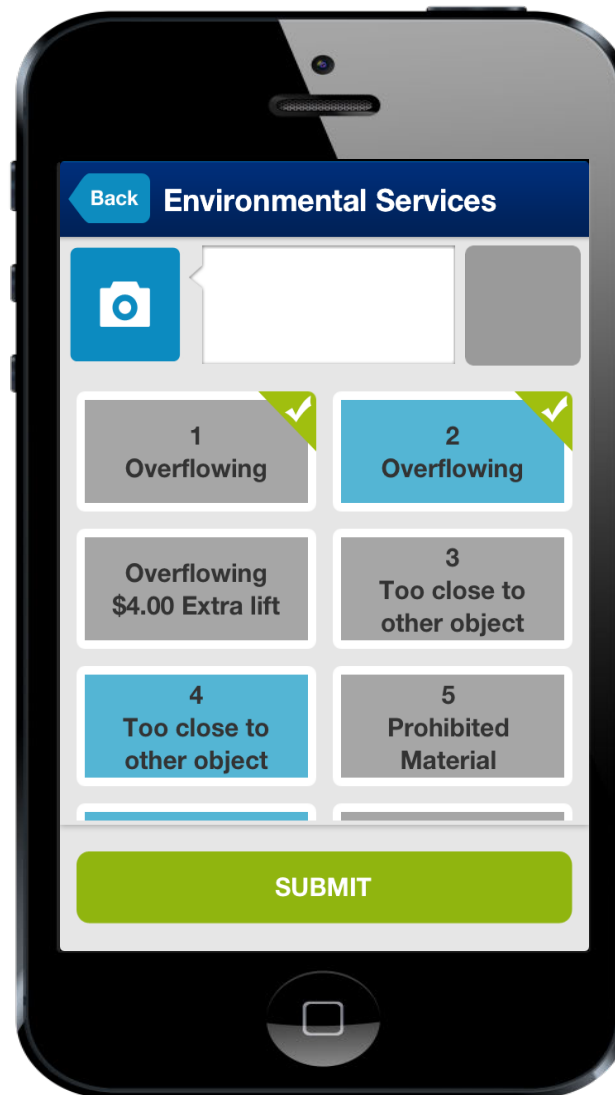 Back
Environmental Services
1
Overflowing
2
Overflowing
Overflowing
$4.00 Extra lift
3
Too close to
other object
4
Too close to
other object
5
Prohibited
Material
SUBMIT